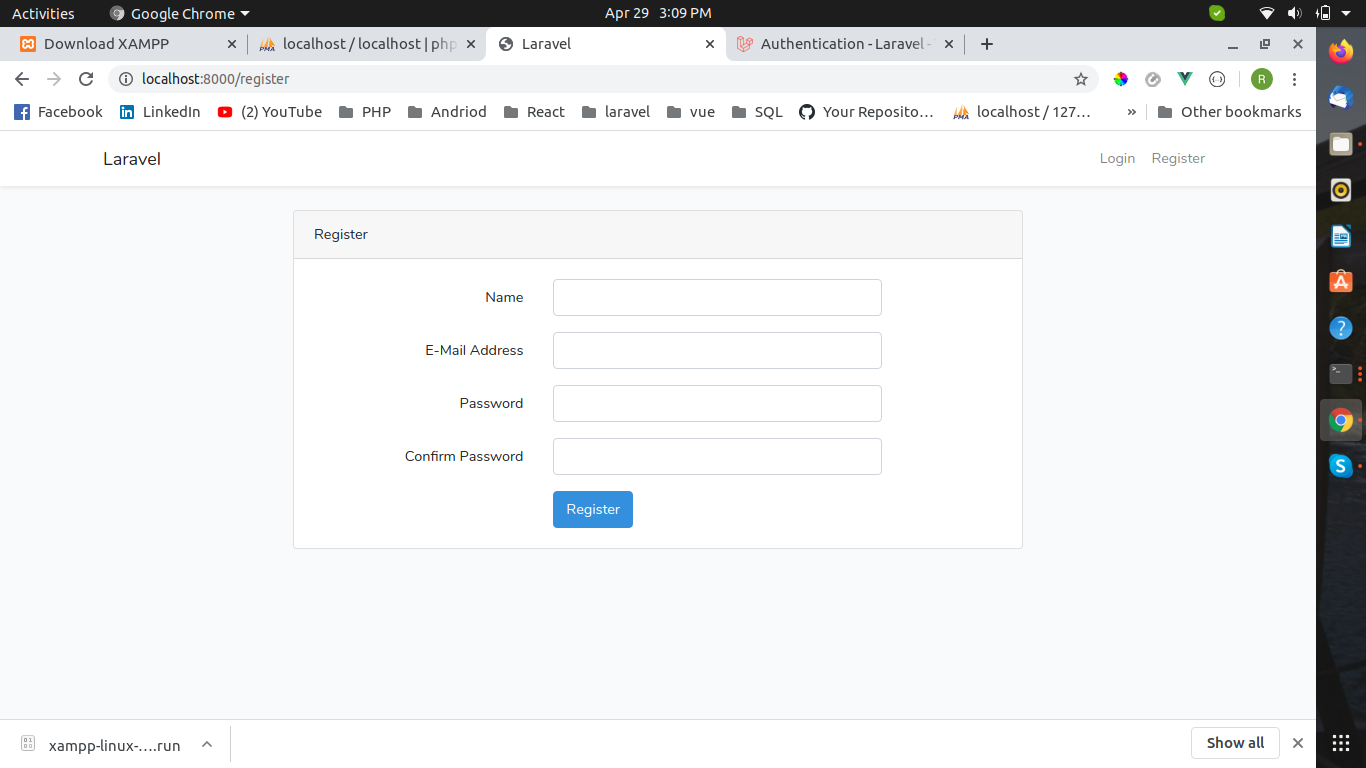 Activities Google Chrome Apr 29 3:09 PM
Download XAMPP localhost / localhost | php Laravel Authentication - Laravel -
localhost:8000/register R
Facebook LinkedIn (2) YouTube PHP Andriod React laravel vue SQL Your Reposito… localhost / 127… » Other bookmarks
Laravel Login Register
Register
Name
E-Mail Address
Password
Confirm Password
Register
xampp-linux-….run Show all